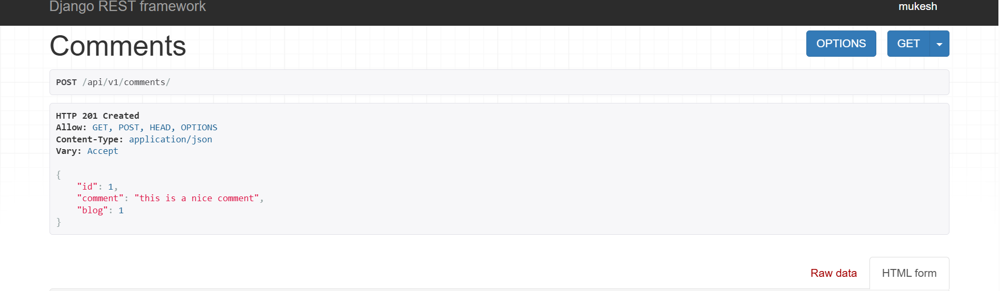 Django REST framework
mukesh
Comments
OPTIONS
GET
POST /api/v1/comments/
HTTP 201 Created
Allow: GET, POST, HEAD, OPTIONS
Content-Type: application/json
Vary: Accept
{
    "id": 1,
    "comment": "this is a nice comment",
    "blog": 1
}
Raw data
HTML form